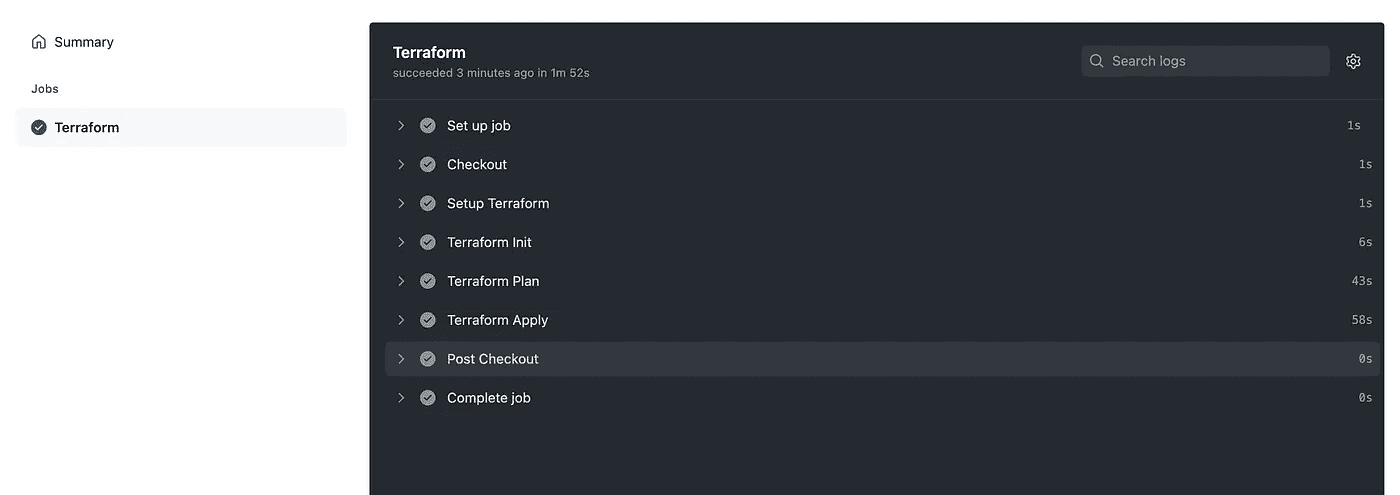 Summary
Jobs
Terraform
Terraform
succeeded 3 minutes ago in 1m 52s
Search logs
Set up job 1s
Checkout 1s
Setup Terraform 1s
Terraform Init 6s
Terraform Plan 43s
Terraform Apply 58s
Post Checkout 0s
Complete job 0s